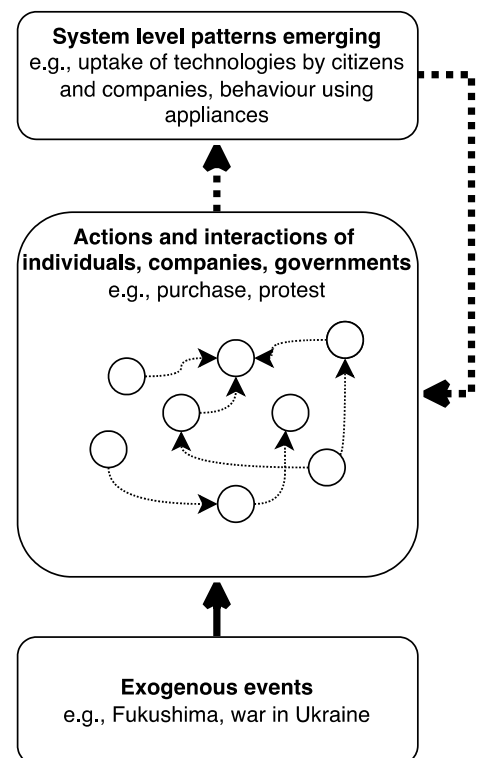 System level patterns emerging
e.g., uptake of technologies by citizens
and companies, behaviour using
appliances
Actions and interactions of
individuals, companies, governments
e.g., purchase, protest
Exogenous events
e.g., Fukushima, war in Ukraine